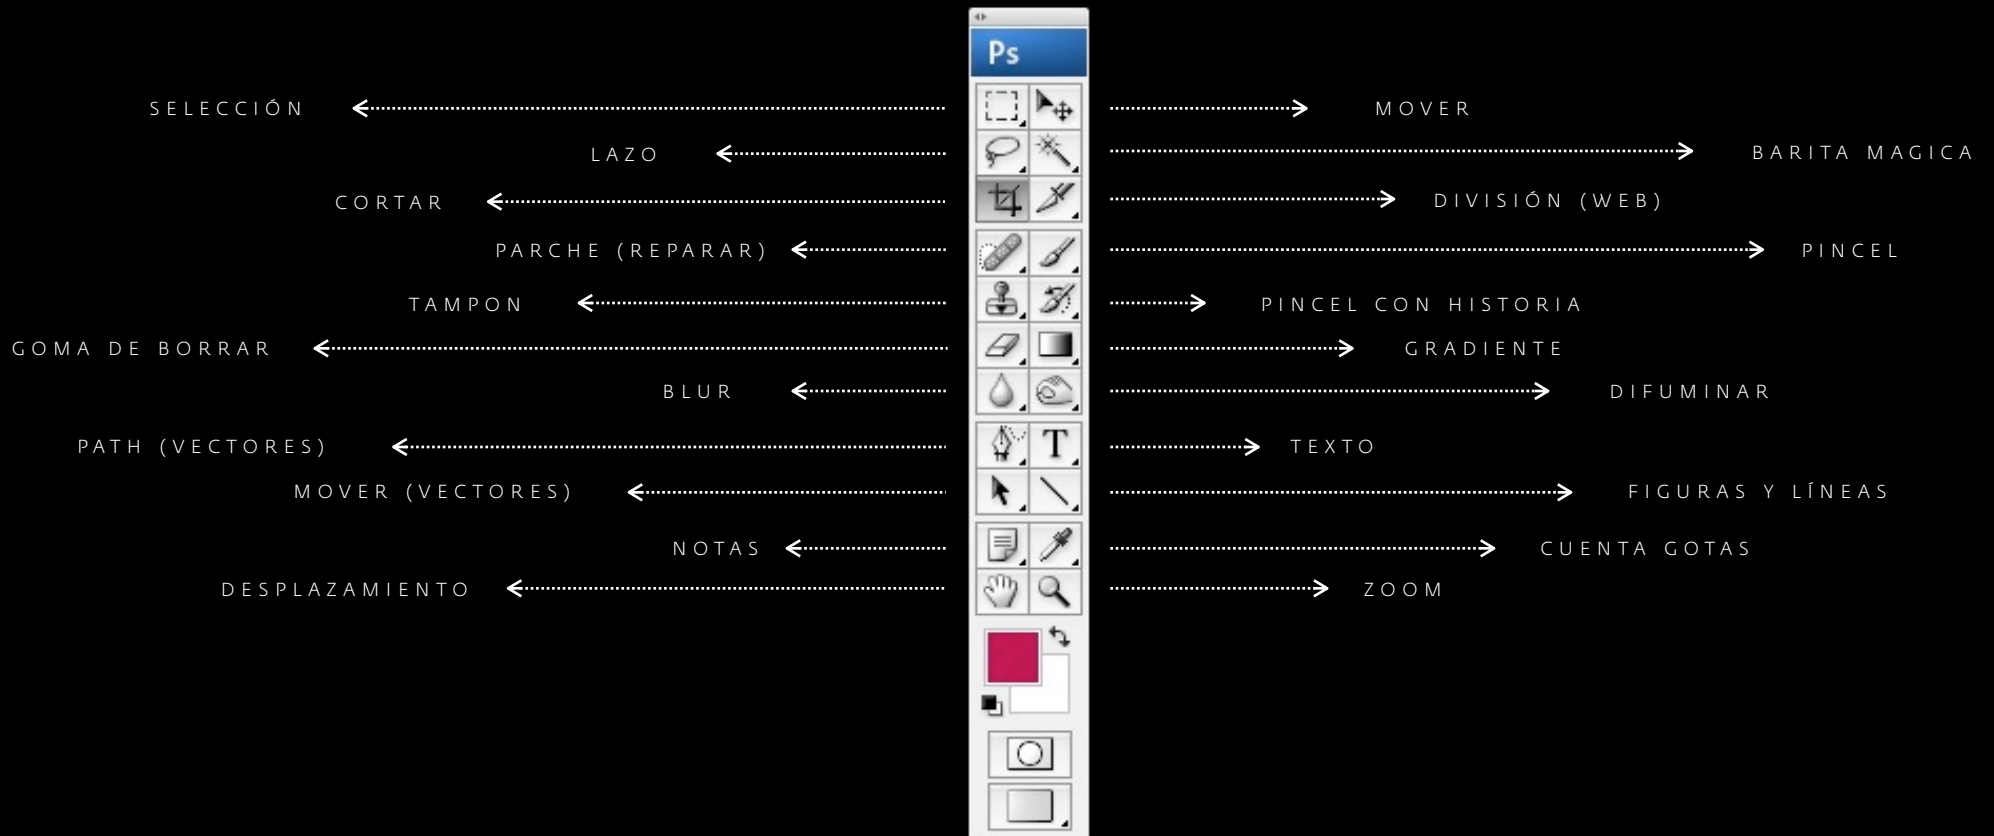 Ps
SELECCIÓN
MOVER
LAZO
BARITA MAGICA
CORTAR
DIVISIÓN (WEB)
PARCHE (REPARAR)
PINCEL
TAMPON
PINCEL CON HISTORIA
GOMA DE BORRAR
GRADIENTE
BLUR
DIFUMINAR
PATH (VECTORES)
T
TEXTO
MOVER (VECTORES)
FIGURAS Y LÍNEAS
NOTAS
CUENTA GOTAS
DESPLAZAMIENTO
ZOOM